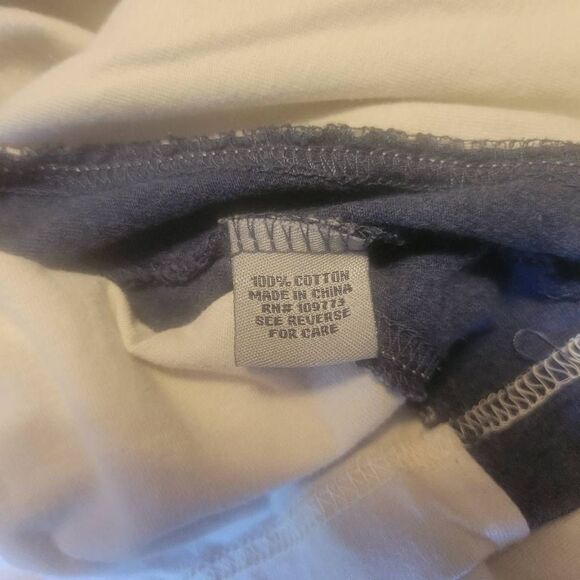 100% COTTON
MADE IN CHINA
RN# 109773
SEE REVERSE
FOR CARE